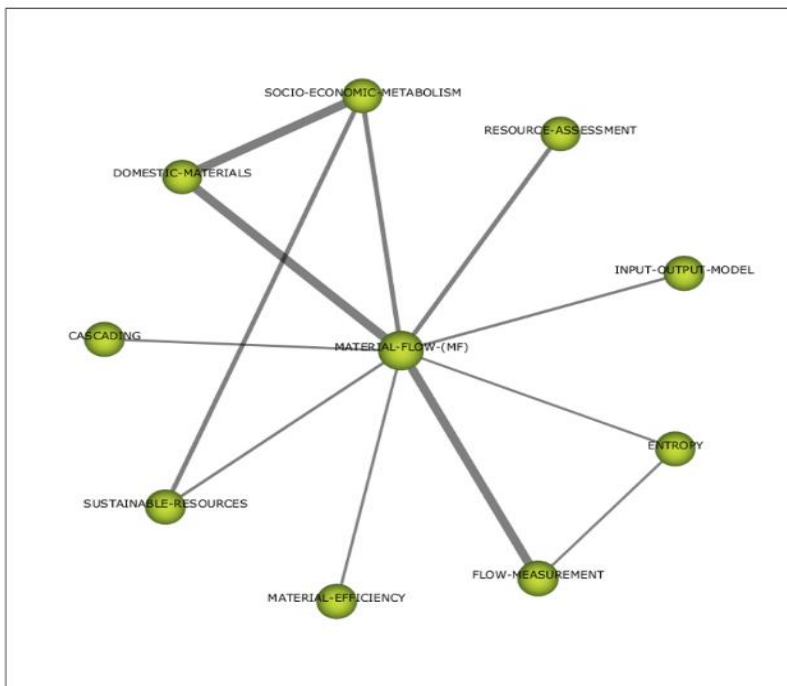 SOCIO-ECONOMIC-METABOLISM
RESOURCE-ASSESSMENT
DOMESTIC-MATERIALS
INPUT-OUTPUT-MODEL
CASCADING
MATERIAL-FLOW-(MF)
ENTROPY
SUSTAINABLE-RESOURCES
FLOW-MEASUREMENT
MATERIAL-EFFICIENCY